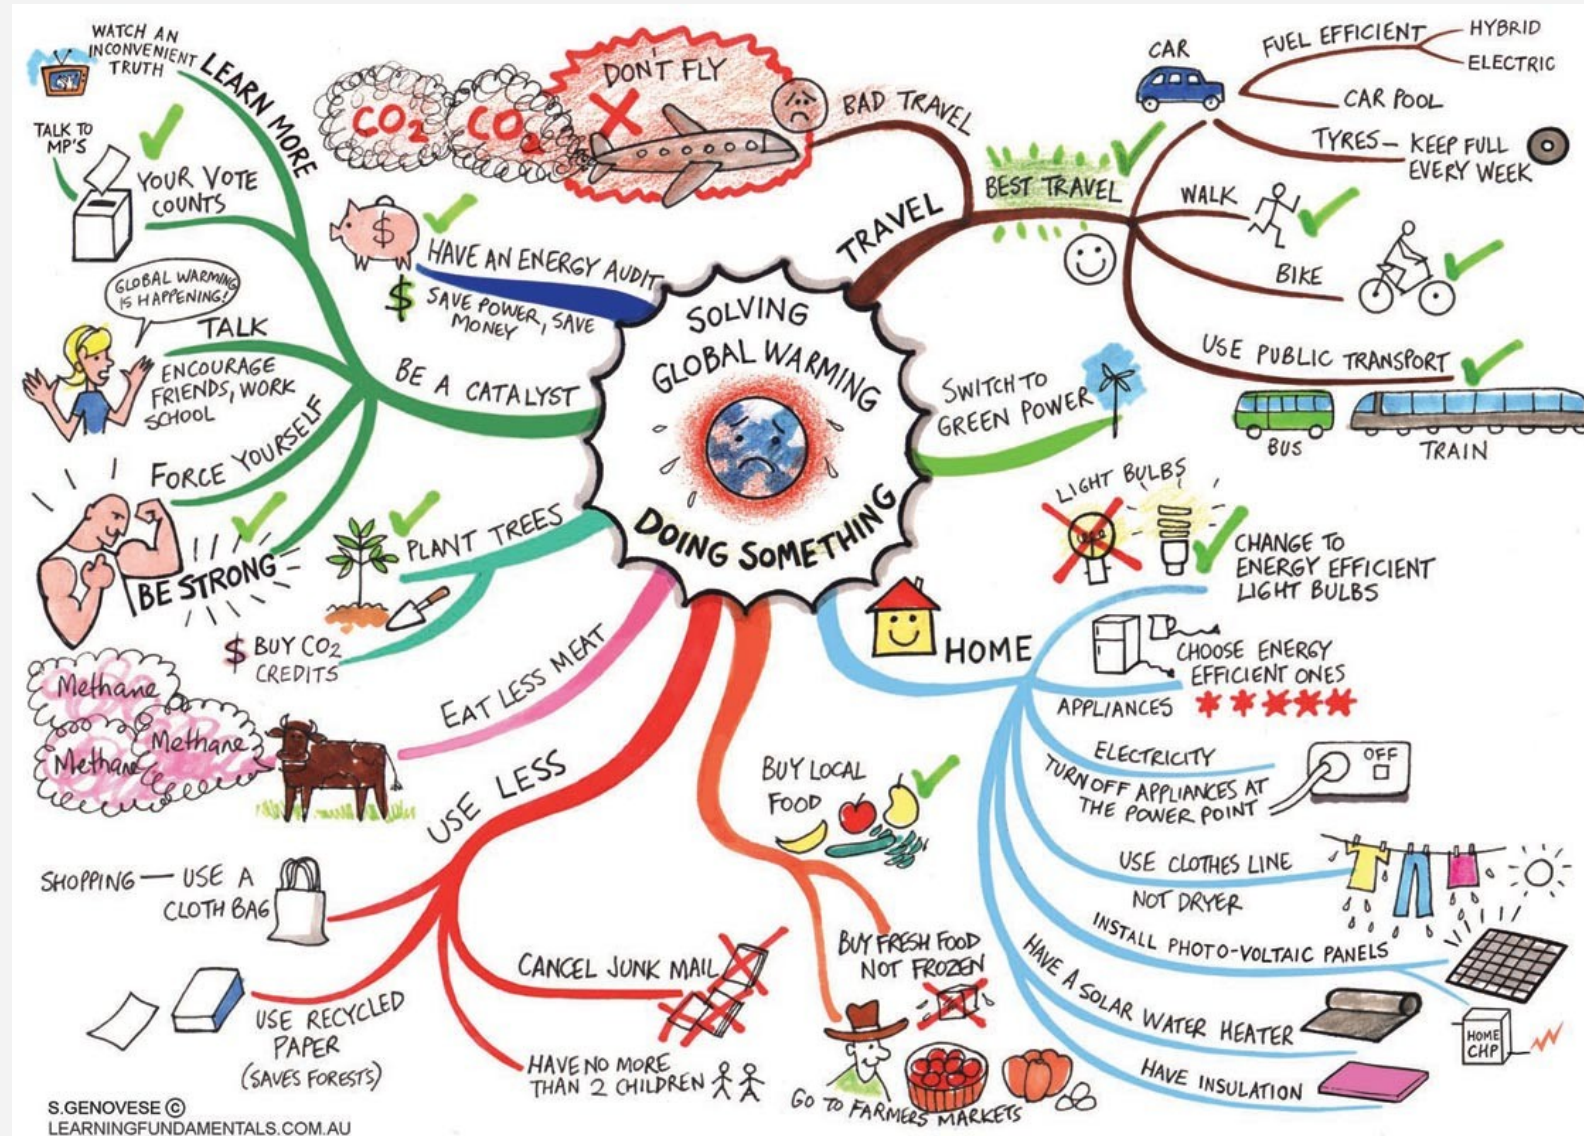 SOLVING
GLOBAL WARMING
DOING SOMETHING
TRAVEL
BAD TRAVEL
DON'T FLY
CO2
CO2
BEST TRAVEL
CAR
FUEL EFFICIENT
HYBRID
ELECTRIC
CAR POOL
TYRES – KEEP FULL
EVERY WEEK
WALK
BIKE
USE PUBLIC TRANSPORT
BUS
TRAIN
SWITCH TO
GREEN POWER
HOME
LIGHT BULBS
CHANGE TO
ENERGY EFFICIENT
LIGHT BULBS
CHOOSE ENERGY
EFFICIENT ONES
APPLIANCES
ELECTRICITY
TURN OFF APPLIANCES AT
THE POWER POINT
OFF
USE CLOTHES LINE
NOT DRYER
INSTALL PHOTO-VOLTAIC PANELS
HOME
CHP
HAVE A SOLAR WATER HEATER
HAVE INSULATION
BUY LOCAL
FOOD
BUY FRESH FOOD
NOT FROZEN
GO TO FARMERS MARKETS
USE LESS
SHOPPING — USE A
CLOTH BAG
USE RECYCLED
PAPER
(SAVES FORESTS)
CANCEL JUNK MAIL
HAVE NO MORE
THAN 2 CHILDREN
EAT LESS MEAT
Methane
Methane
Methane
PLANT TREES
$ BUY CO2
CREDITS
BE A CATALYST
LEARN MORE
WATCH AN
INCONVENIENT
TRUTH
TALK TO
MP'S
YOUR VOTE
COUNTS
GLOBAL WARMING
IS HAPPENING!
TALK
ENCOURAGE
FRIENDS, WORK
SCHOOL
FORCE YOURSELF
BE STRONG
HAVE AN ENERGY AUDIT
$
$ SAVE POWER, SAVE
MONEY
S.GENOVESE ©
LEARNINGFUNDAMENTALS.COM.AU